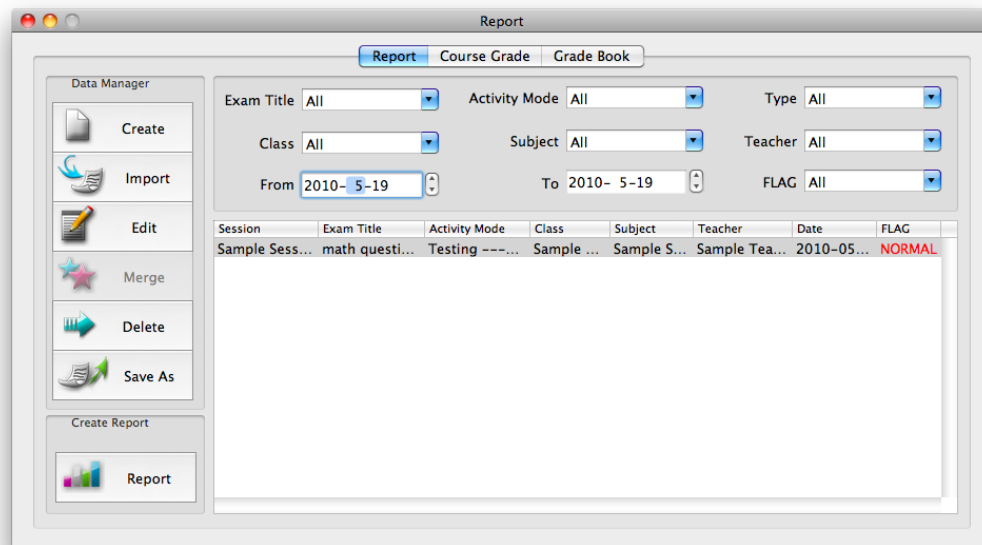 Report
Report Course Grade Grade Book
Data Manager
Create
Import
Edit
Merge
Delete
Save As
Create Report
Report
Exam Title All Activity Mode All Type All
Class All Subject All Teacher All
From 2010- 5-19 To 2010- 5-19 FLAG All
Session Exam Title Activity Mode Class Subject Teacher Date FLAG
Sample Sess... math questi... Testing ---... Sample ... Sample S... Sample Tea... 2010-05... NORMAL